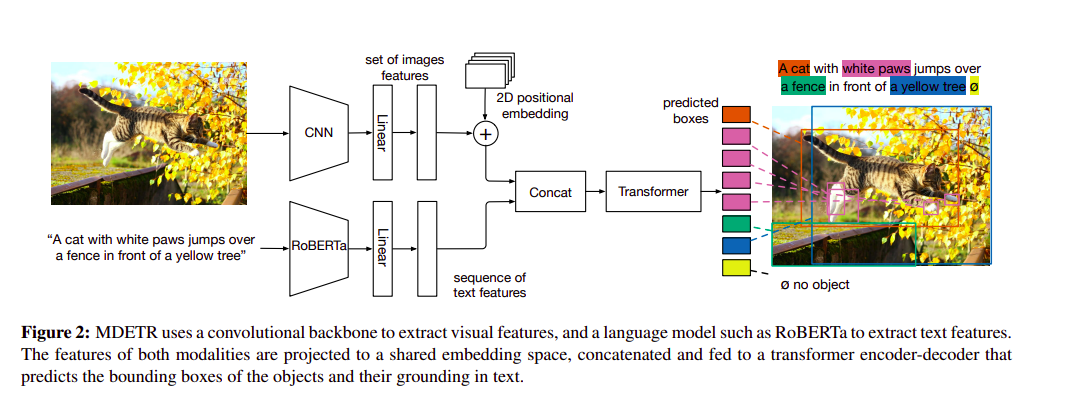 set of images
features
2D positional
embedding
predicted
boxes
A cat with white paws jumps over
a fence in front of a yellow tree ø
CNN
Linear
+
Concat
Transformer
"A cat with white paws jumps over
a fence in front of a yellow tree"
RoBERTa
Linear
sequence of
text features
ø no object
Figure 2: MDETR uses a convolutional backbone to extract visual features, and a language model such as RoBERTa to extract text features.
The features of both modalities are projected to a shared embedding space, concatenated and fed to a transformer encoder-decoder that
predicts the bounding boxes of the objects and their grounding in text.